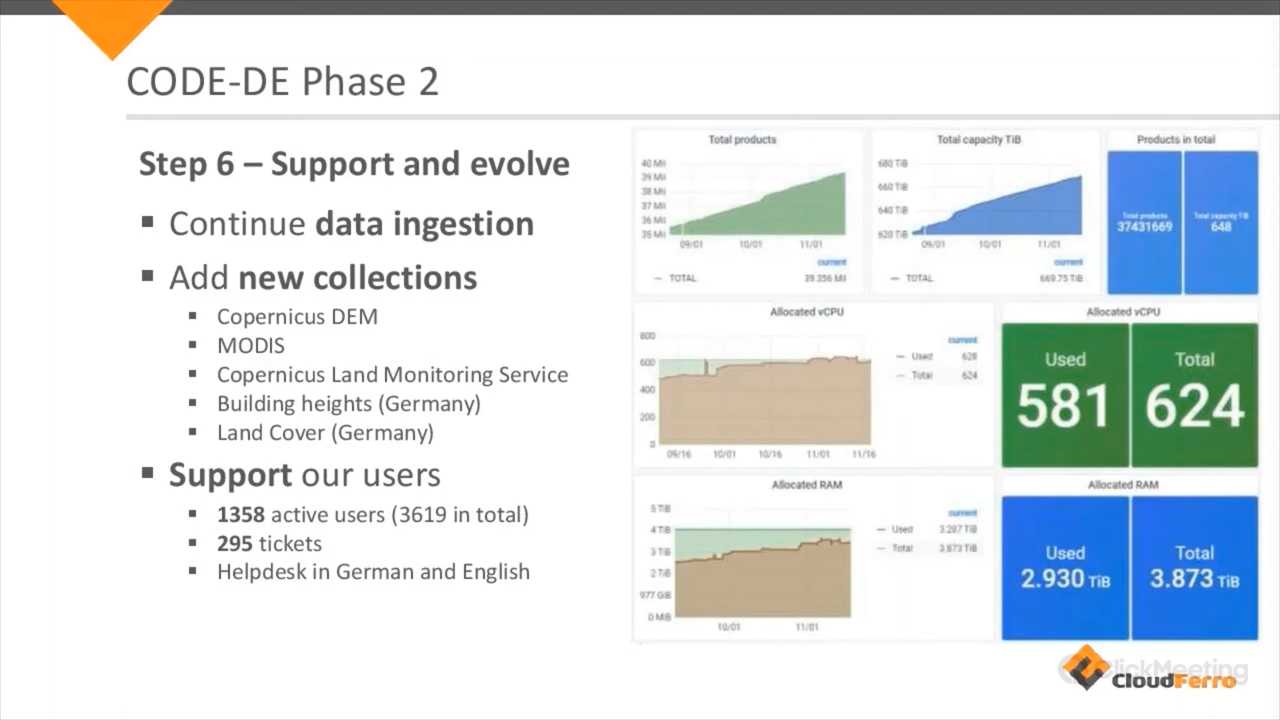 CODE-DE Phase 2
Step 6 – Support and evolve
▪ Continue data ingestion
▪ Add new collections
▪ Copernicus DEM
▪ MODIS
▪ Copernicus Land Monitoring Service
▪ Building heights (Germany)
▪ Land Cover (Germany)
▪ Support our users
▪ 1358 active users (3619 in total)
▪ 295 tickets
▪ Helpdesk in German and English
Total products
40 Mil
39 Mil
38 Mil
37 Mil
36 Mil
35 Mil
09/01 10/01 11/01
current
— TOTAL 39.356 Mil
Total capacity TiB
680 TiB
660 TiB
640 TiB
620 TiB
09/01 10/01 11/01
current
— TOTAL 669.75 TiB
Products in total
Total products
37431669
Total capacity TiB
648
Allocated vCPU
800
600
400
200
0
09/16 10/01 10/16 11/01 11/16
current
— Used 628
— Total 624
Allocated vCPU
Used
581
Total
624
Allocated RAM
5 TiB
4 TiB
3 TiB
2 TiB
977 GiB
0 MiB
10/01 11/01
current
— Used 3.287 TiB
— Total 3.873 TiB
Allocated RAM
Used
2.930 TiB
Total
3.873 TiB
ClickMeeting
CloudFerro